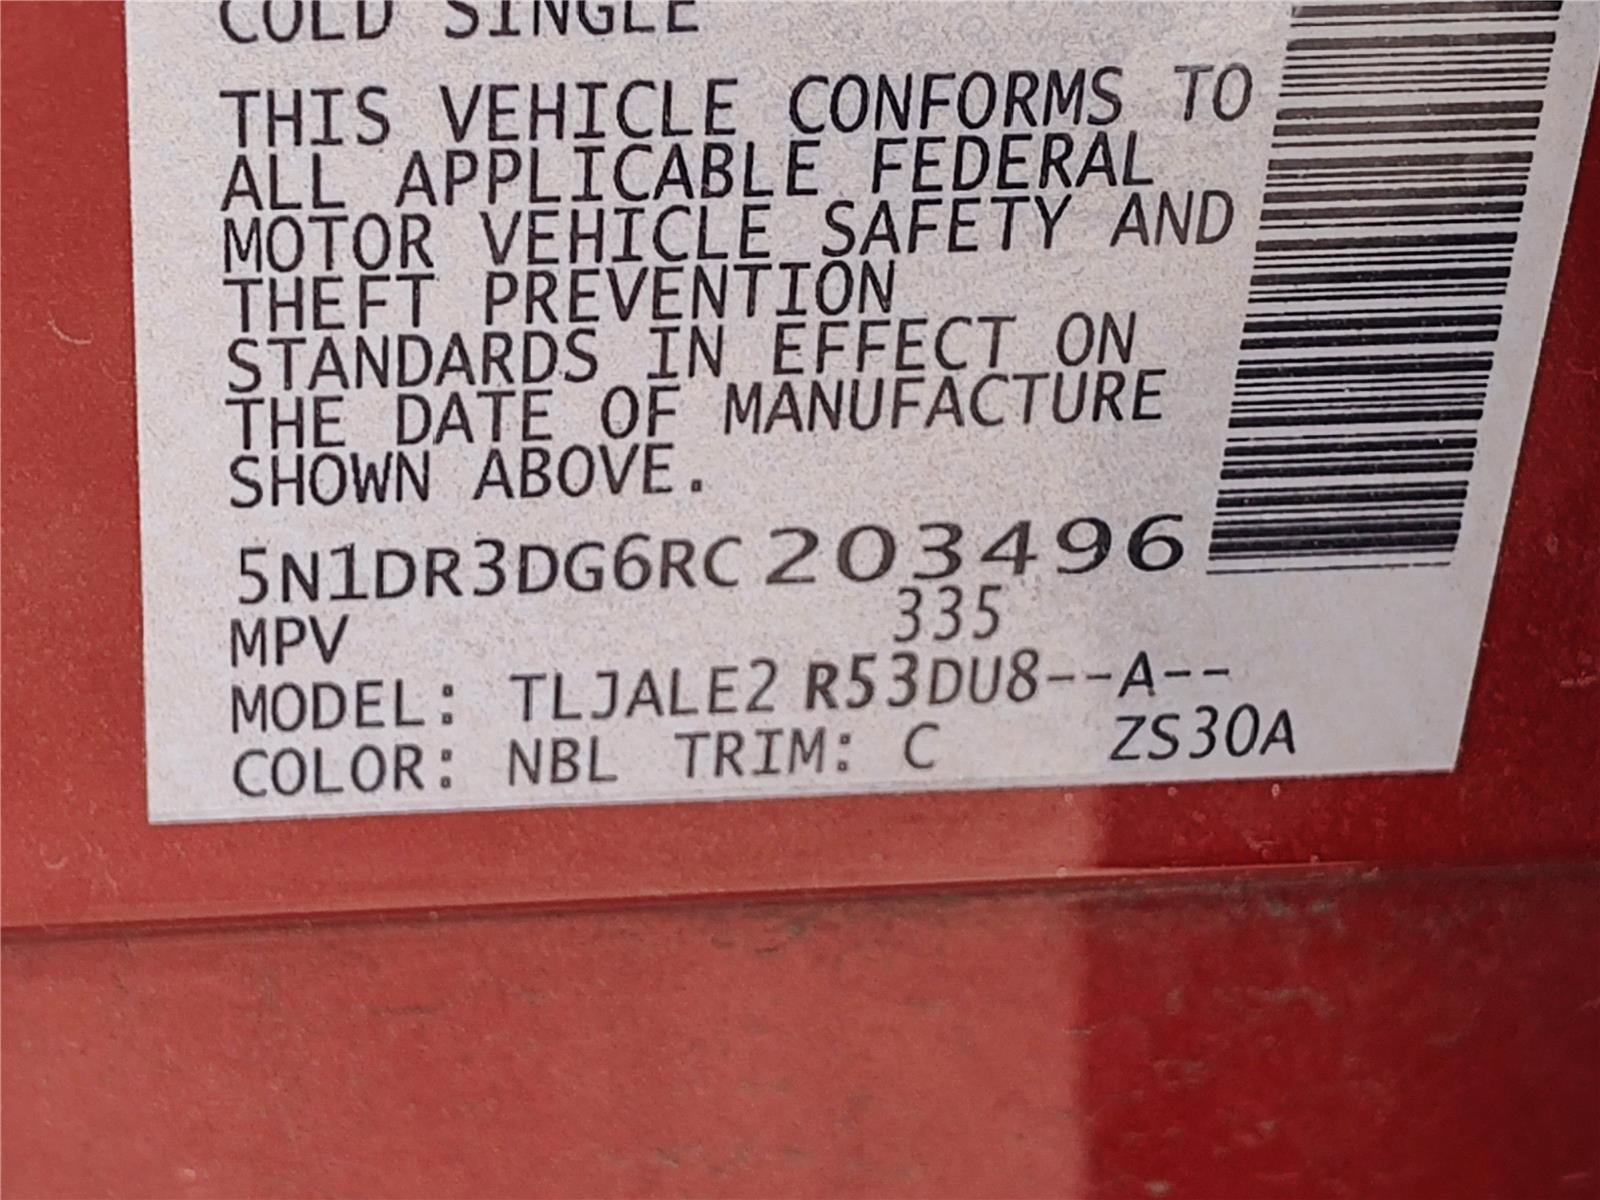 COLD SINGLE
THIS VEHICLE CONFORMS TO
ALL APPLICABLE FEDERAL
MOTOR VEHICLE SAFETY AND
THEFT PREVENTION
STANDARDS IN EFFECT ON
THE DATE OF MANUFACTURE
SHOWN ABOVE.
5N1DR3DG6RC203496
MPV 335
MODEL: TLJALE2 R53DU8--A--
COLOR: NBL TRIM: C ZS30A